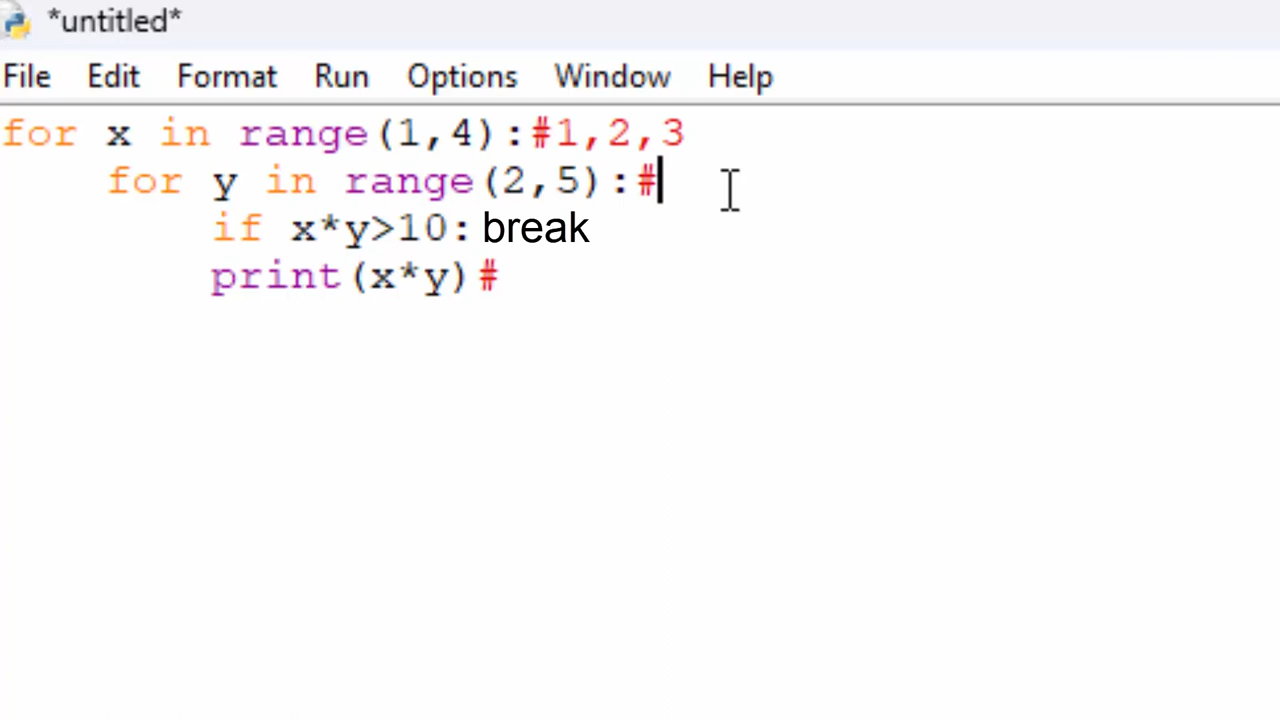 *untitled*
File Edit Format Run Options Window Help
for x in range(1,4):#1,2,3
    for y in range(2,5):#
        if x*y>10: break
        print(x*y)#